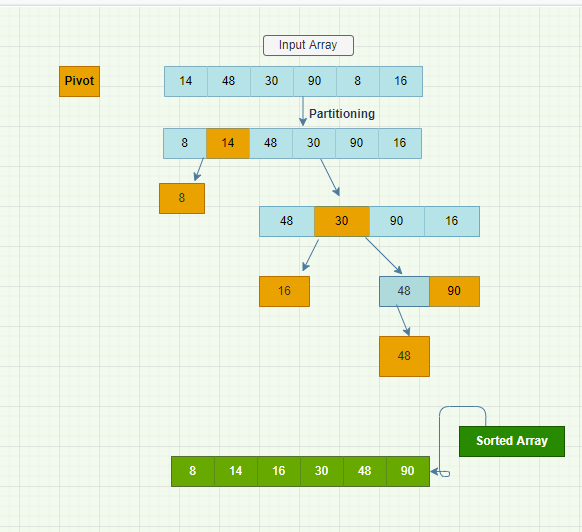 Input Array
Pivot
14 48 30 90 8 16
Partitioning
8 14 48 30 90 16
8
48 30 90 16
16
48 90
48
Sorted Array
8 14 16 30 48 90